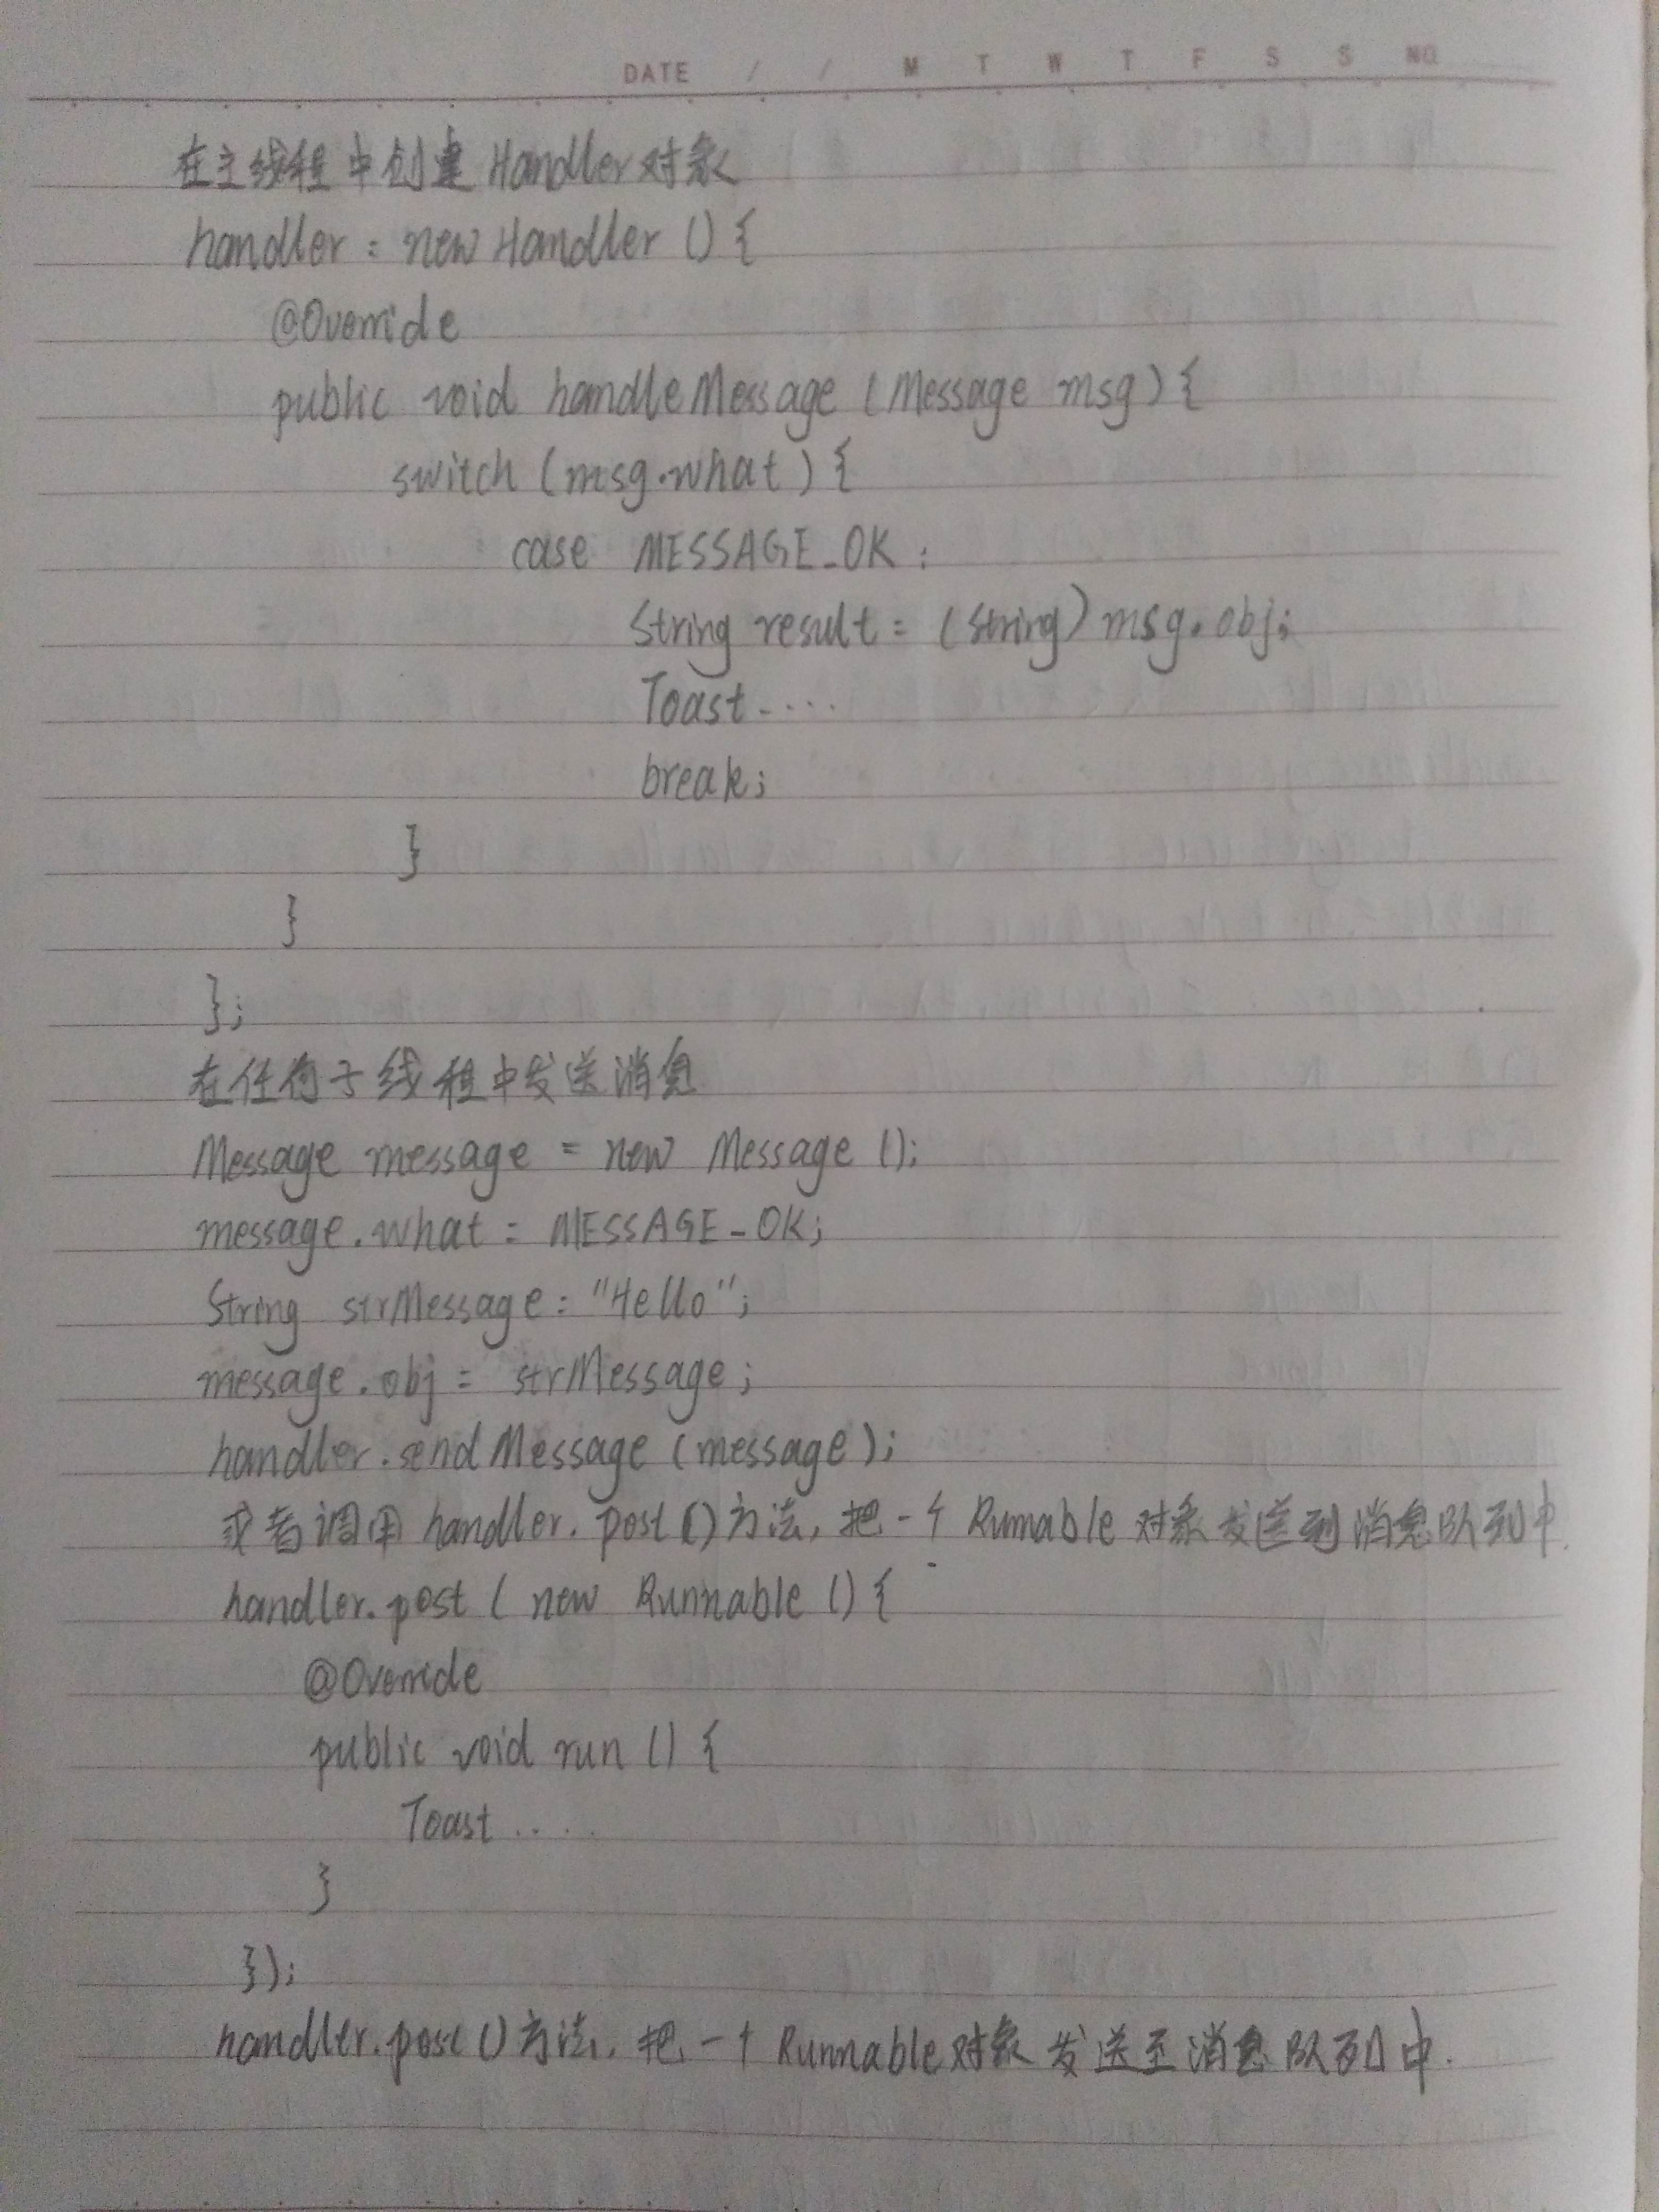 DATE / / M T W T F S S NO
在主线程中创建Handler对象
handler = new Handler () {
@Override
public void handleMessage (Message msg) {
switch (msg.what) {
case MESSAGE_OK :
String result = (String) msg.obj;
Toast....
break;
}
}
};
在任何子线程中发送消息
Message message = new Message ();
message.what = MESSAGE_OK;
String strMessage = "Hello";
message.obj = strMessage;
handler.sendMessage (message);
或者调用 handler.post()方法, 把一个 Runnable 对象发送到消息队列中.
handler.post ( new Runnable () {
@Override
public void run () {
Toast ....
}
});
handler.post()方法, 把一个 Runnable对象发送至消息队列中.